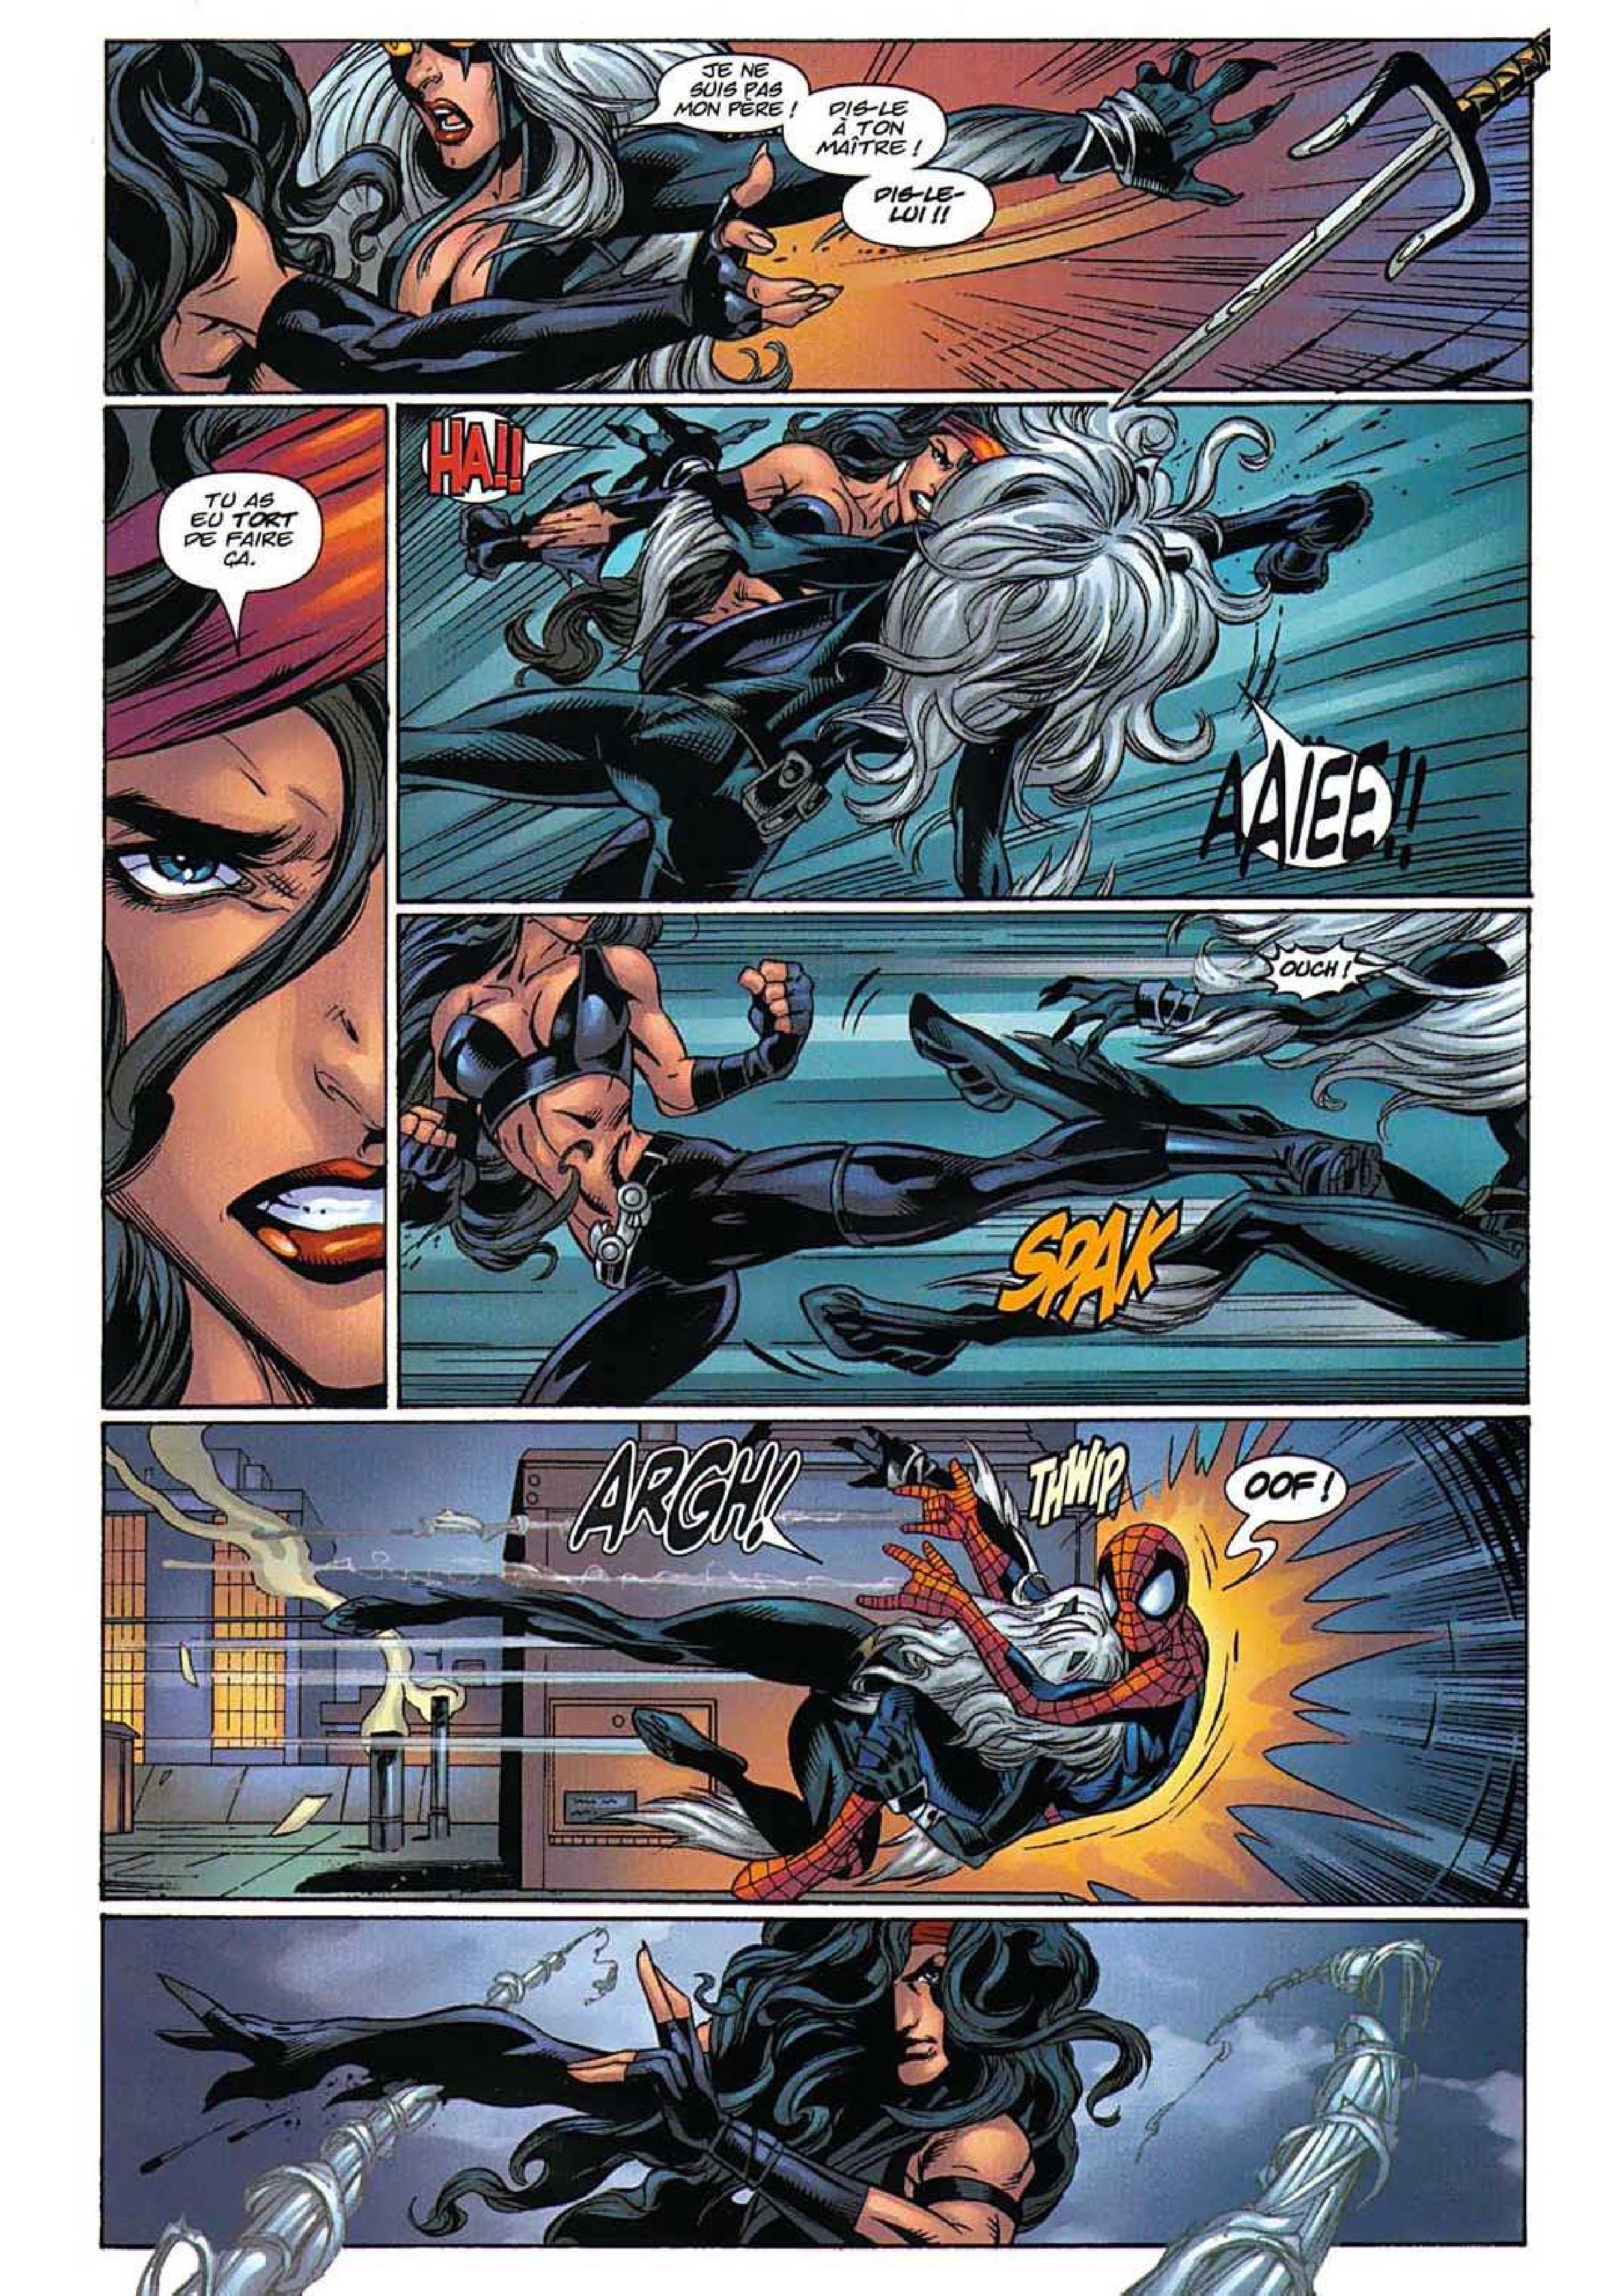 JE NE
SUIS PAS
MON PÈRE !
DIS-LE
À TON
MAÎTRE !
DIS-LE-
LUI !!
TU AS
EU TORT
DE FAIRE
ÇA.
HA!!
AAÏEE!!
OUCH !
SPAK
ARGH!
THWIP
OOF !